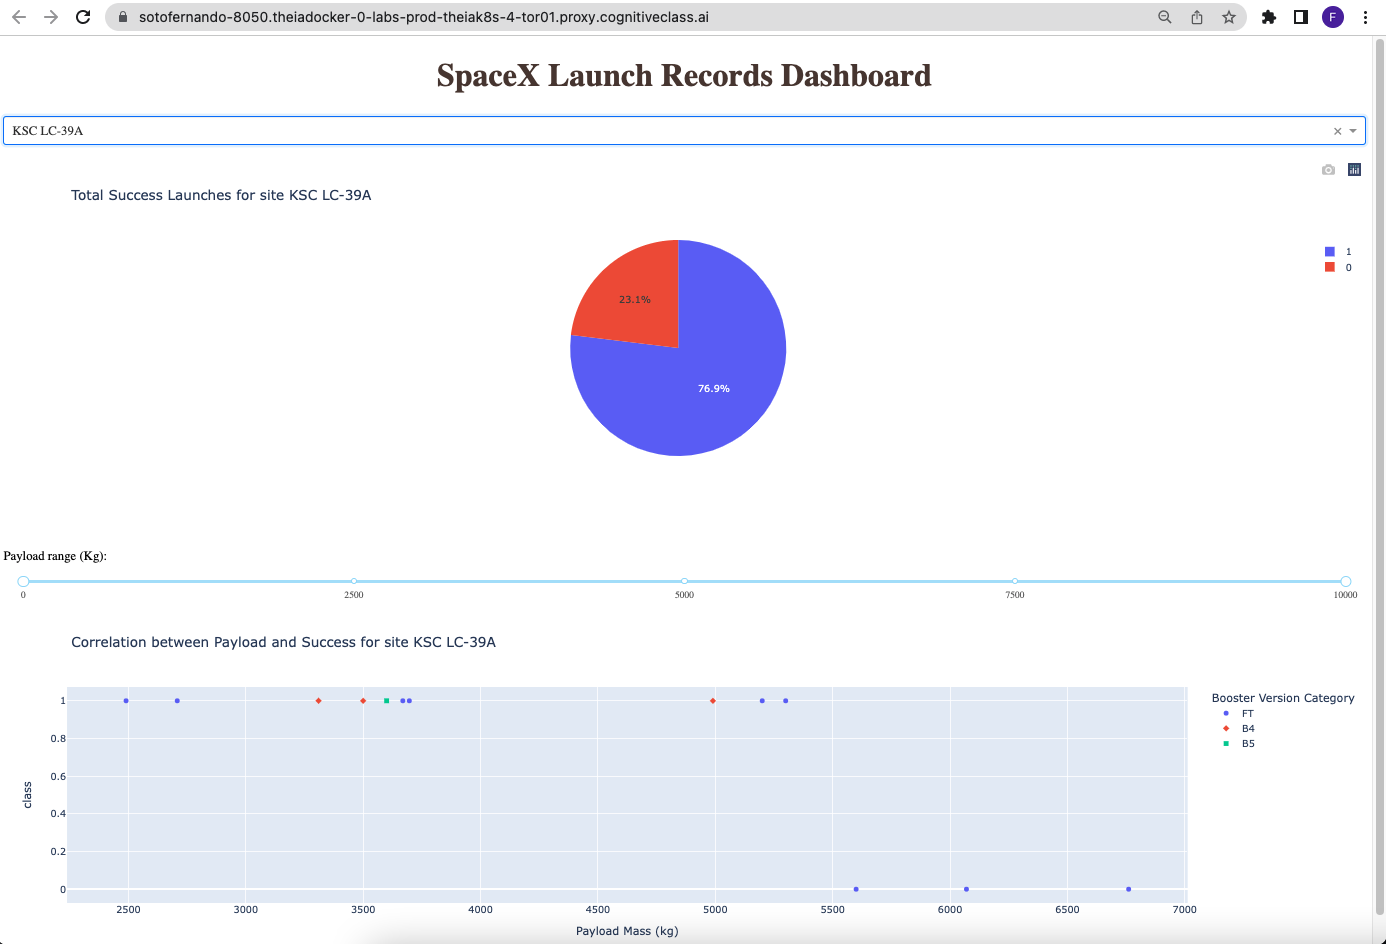 sotofernando-8050.theiadocker-0-labs-prod-theiak8s-4-tor01.proxy.cognitiveclass.ai
F
SpaceX Launch Records Dashboard
KSC LC-39A
Total Success Launches for site KSC LC-39A
1
0
23.1%
76.9%
Payload range (Kg):
0 2500 5000 7500 10000
Correlation between Payload and Success for site KSC LC-39A
Booster Version Category
FT
B4
B5
1
0.8
0.6
0.4
0.2
0
class
2500 3000 3500 4000 4500 5000 5500 6000 6500 7000
Payload Mass (kg)